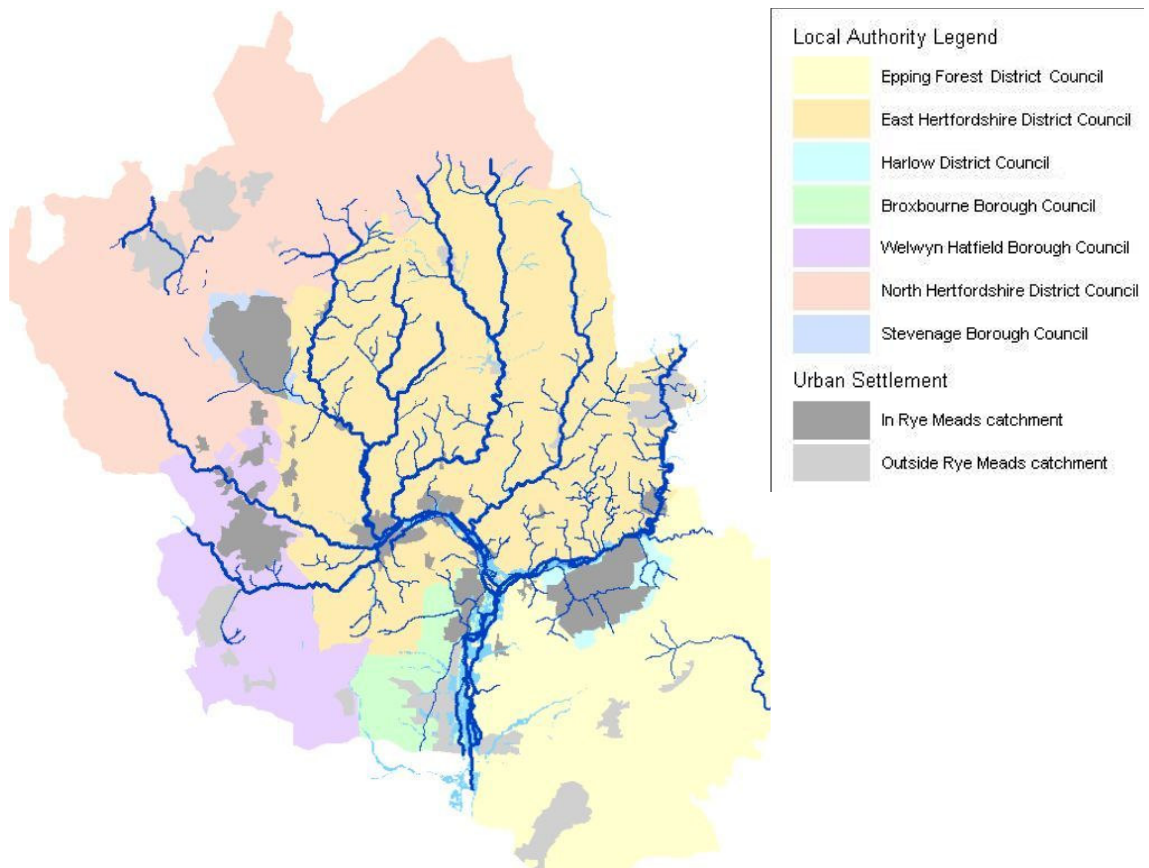 Local Authority Legend
Epping Forest District Council
East Hertfordshire District Council
Harlow District Council
Broxbourne Borough Council
Welwyn Hatfield Borough Council
North Hertfordshire District Council
Stevenage Borough Council
Urban Settlement
In Rye Meads catchment
Outside Rye Meads catchment